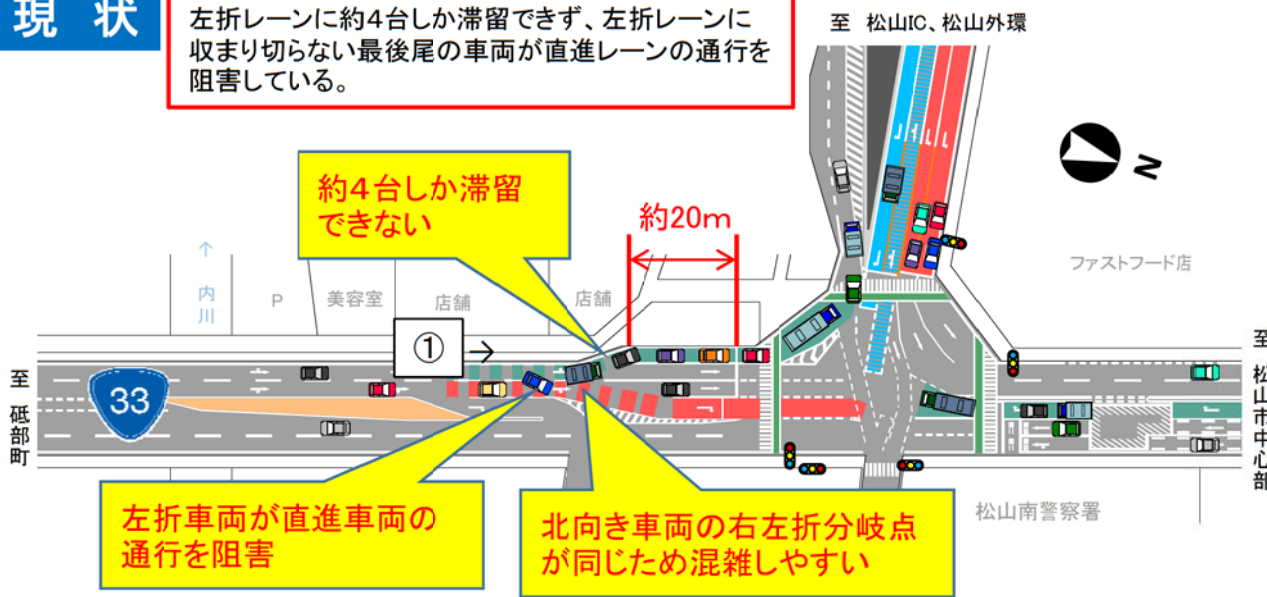 現 状
左折レーンに約4台しか滞留できず、左折レーンに
収まり切らない最後尾の車両が直進レーンの通行を
阻害している。
至 松山IC、松山外環
約4台しか滞留
できない
約20m
N
ファストフード店
内川
P
美容室
店舗
店舗
①
至 砥部町
33
至 松山市中心部
松山南警察署
左折車両が直進車両の
通行を阻害
北向き車両の右左折分岐点
が同じため混雑しやすい